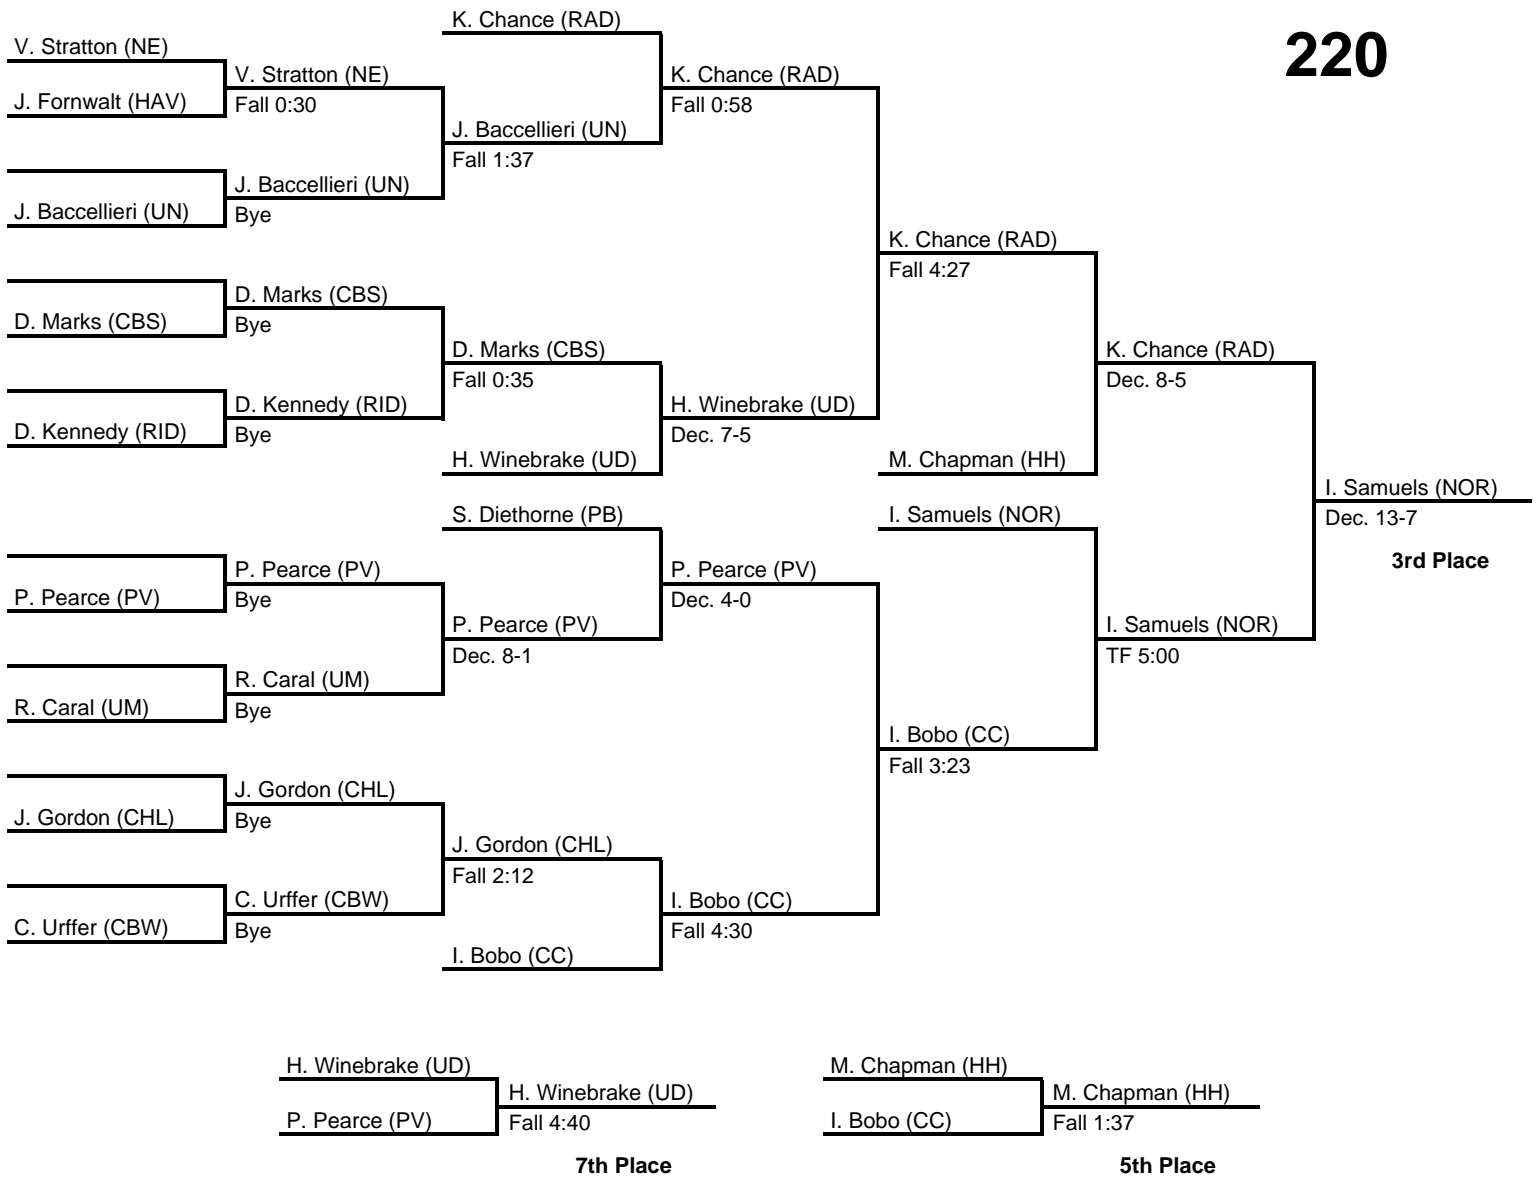 220
V. Stratton (NE)
J. Fornwalt (HAV)
J. Baccellieri (UN)
D. Marks (CBS)
D. Kennedy (RID)
P. Pearce (PV)
R. Caral (UM)
J. Gordon (CHL)
C. Urffer (CBW)
V. Stratton (NE)
Fall 0:30
J. Baccellieri (UN)
Bye
D. Marks (CBS)
Bye
D. Kennedy (RID)
Bye
P. Pearce (PV)
Bye
R. Caral (UM)
Bye
J. Gordon (CHL)
Bye
C. Urffer (CBW)
Bye
K. Chance (RAD)
J. Baccellieri (UN)
Fall 1:37
D. Marks (CBS)
Fall 0:35
H. Winebrake (UD)
S. Diethorne (PB)
P. Pearce (PV)
Dec. 8-1
J. Gordon (CHL)
Fall 2:12
I. Bobo (CC)
K. Chance (RAD)
Fall 0:58
H. Winebrake (UD)
Dec. 7-5
P. Pearce (PV)
Dec. 4-0
I. Bobo (CC)
Fall 4:30
K. Chance (RAD)
Fall 4:27
M. Chapman (HH)
I. Samuels (NOR)
I. Bobo (CC)
Fall 3:23
K. Chance (RAD)
Dec. 8-5
I. Samuels (NOR)
TF 5:00
I. Samuels (NOR)
Dec. 13-7
3rd Place
H. Winebrake (UD)
P. Pearce (PV)
H. Winebrake (UD)
Fall 4:40
7th Place
M. Chapman (HH)
I. Bobo (CC)
M. Chapman (HH)
Fall 1:37
5th Place